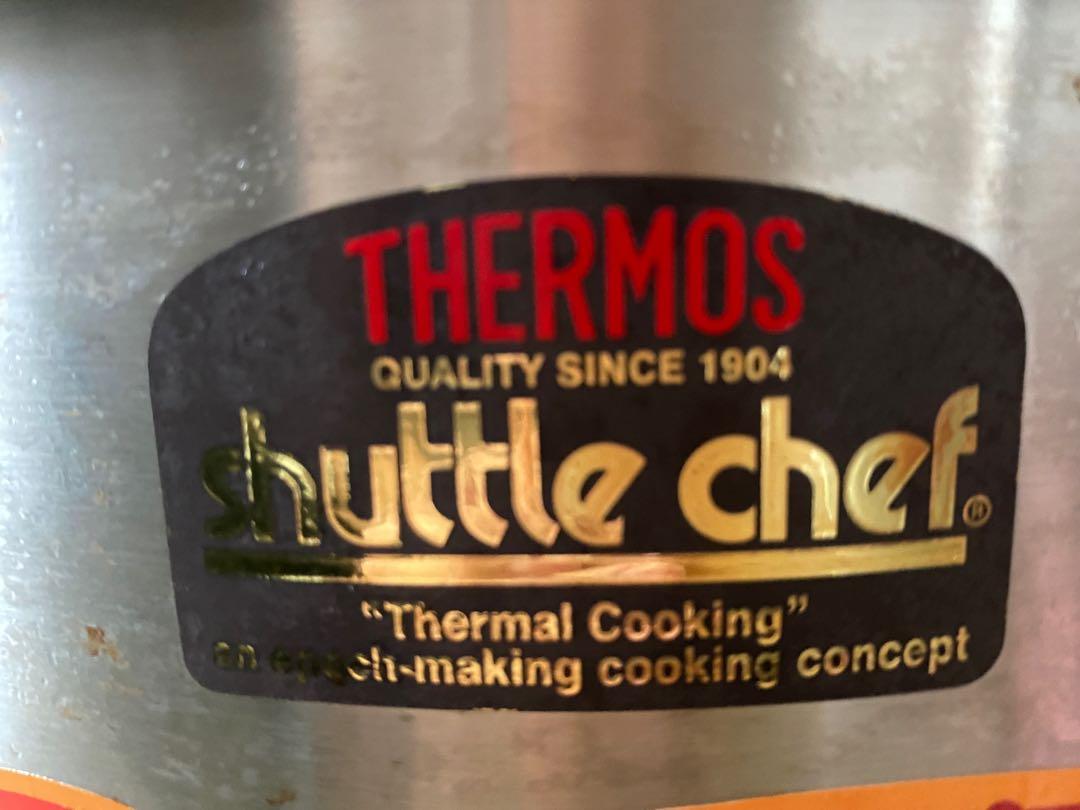 THERMOS
QUALITY SINCE 1904
shuttle chef®
"Thermal Cooking"
an epoch-making cooking concept